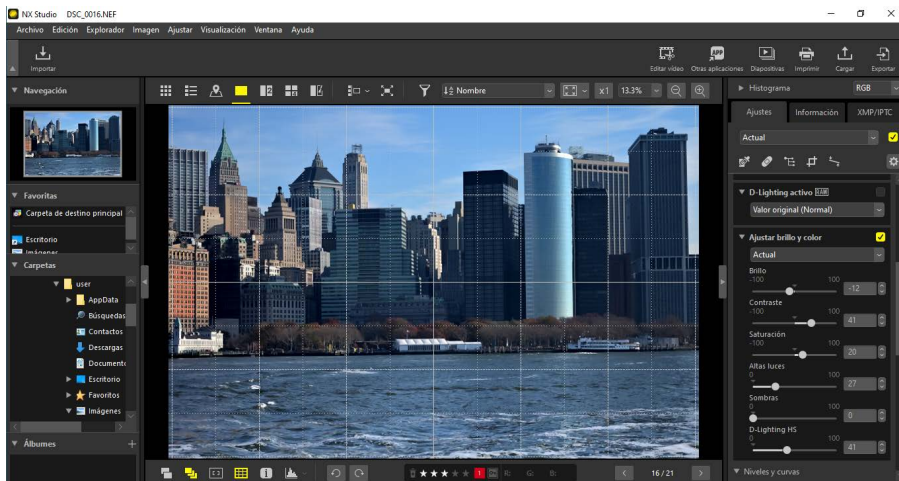 NX Studio DSC_0016.NEF
Archivo Edición Explorador Imagen Ajustar Visualización Ventana Ayuda
Importar
Editar vídeo Otras aplicaciones Diapositivas Imprimir Cargar Exportar
Navegación
Nombre
x1 13.3%
Histograma RGB
Ajustes Información XMP/IPTC
Actual
Favoritas
Carpeta de destino principal
Escritorio
Imágenes
Carpetas
user
AppData
Búsquedas
Contactos
Descargas
Documento
Escritorio
Favoritos
Imágenes
Álbumes
D-Lighting activo RAW
Valor original (Normal)
Ajustar brillo y color
Actual
Brillo
-100 100 -12
Contraste
-100 100 41
Saturación
-100 100 20
Altas luces
0 100 27
Sombras
0 100 0
D-Lighting HS
0 100 41
Niveles y curvas
1 R: G: B:
16 / 21